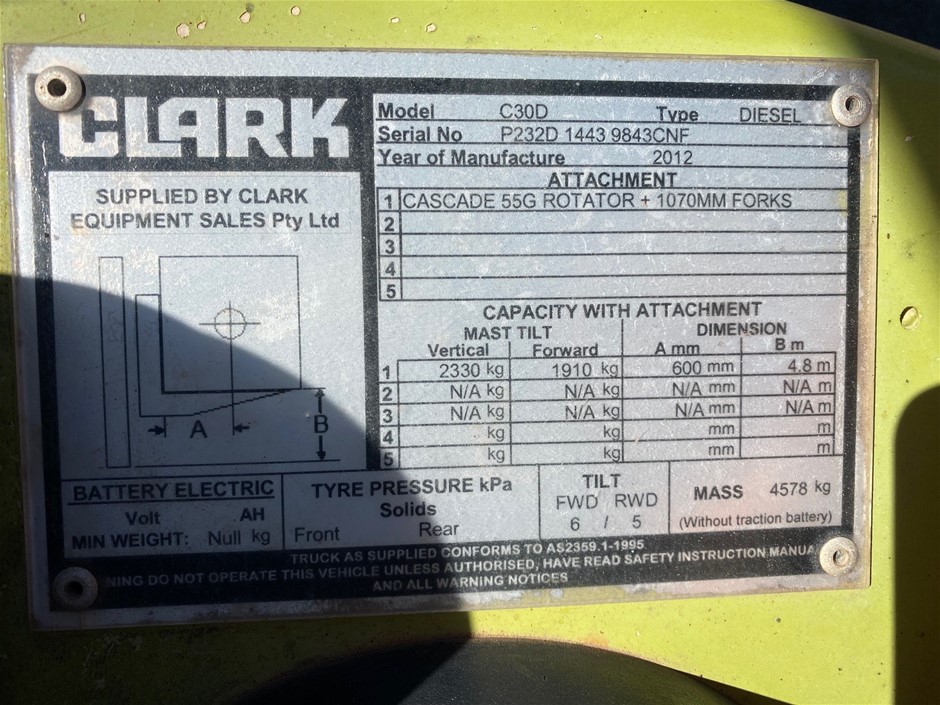 CLARK
SUPPLIED BY CLARK
EQUIPMENT SALES Pty Ltd
A
B
Model C30D Type DIESEL
Serial No P232D 1443 9843CNF
Year of Manufacture 2012
ATTACHMENT
1 CASCADE 55G ROTATOR + 1070MM FORKS
2
3
4
5
CAPACITY WITH ATTACHMENT
MAST TILT DIMENSION
Vertical Forward A mm B m
1 2330 kg 1910 kg 600 mm 4.8 m
2 N/A kg N/A kg N/A mm N/A m
3 N/A kg N/A kg N/A mm N/A m
4 kg kg mm m
5 kg kg mm m
BATTERY ELECTRIC
Volt AH
MIN WEIGHT: Null kg
TYRE PRESSURE kPa
Solids
Front Rear
TILT
FWD RWD
6 / 5
MASS 4578 kg
(Without traction battery)
TRUCK AS SUPPLIED CONFORMS TO AS2359.1-1995
DO NOT OPERATE THIS VEHICLE UNLESS AUTHORISED, HAVE READ SAFETY INSTRUCTION
AND ALL WARNING NOTICES